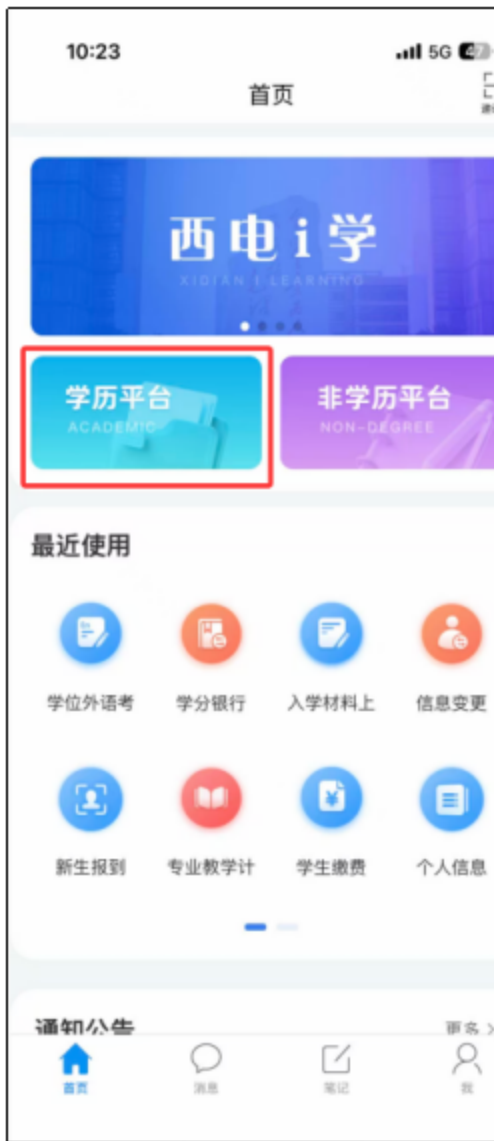 10:23
5G 47
首页
西电i学
XIDIAN I LEARNING
学历平台
ACADEMIC
非学历平台
NON-DEGREE
最近使用
学位外语考
学分银行
入学材料上
信息变更
新生报到
专业教学计
学生缴费
个人信息
通知公告
更多
首页
消息
笔记
我